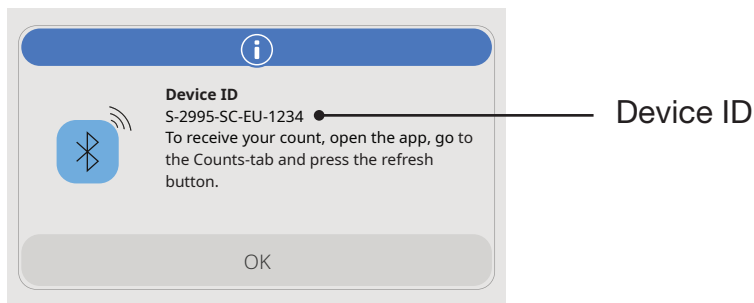 Device ID
S-2995-SC-EU-1234
To receive your count, open the app, go to
the Counts-tab and press the refresh
button.
OK
Device ID